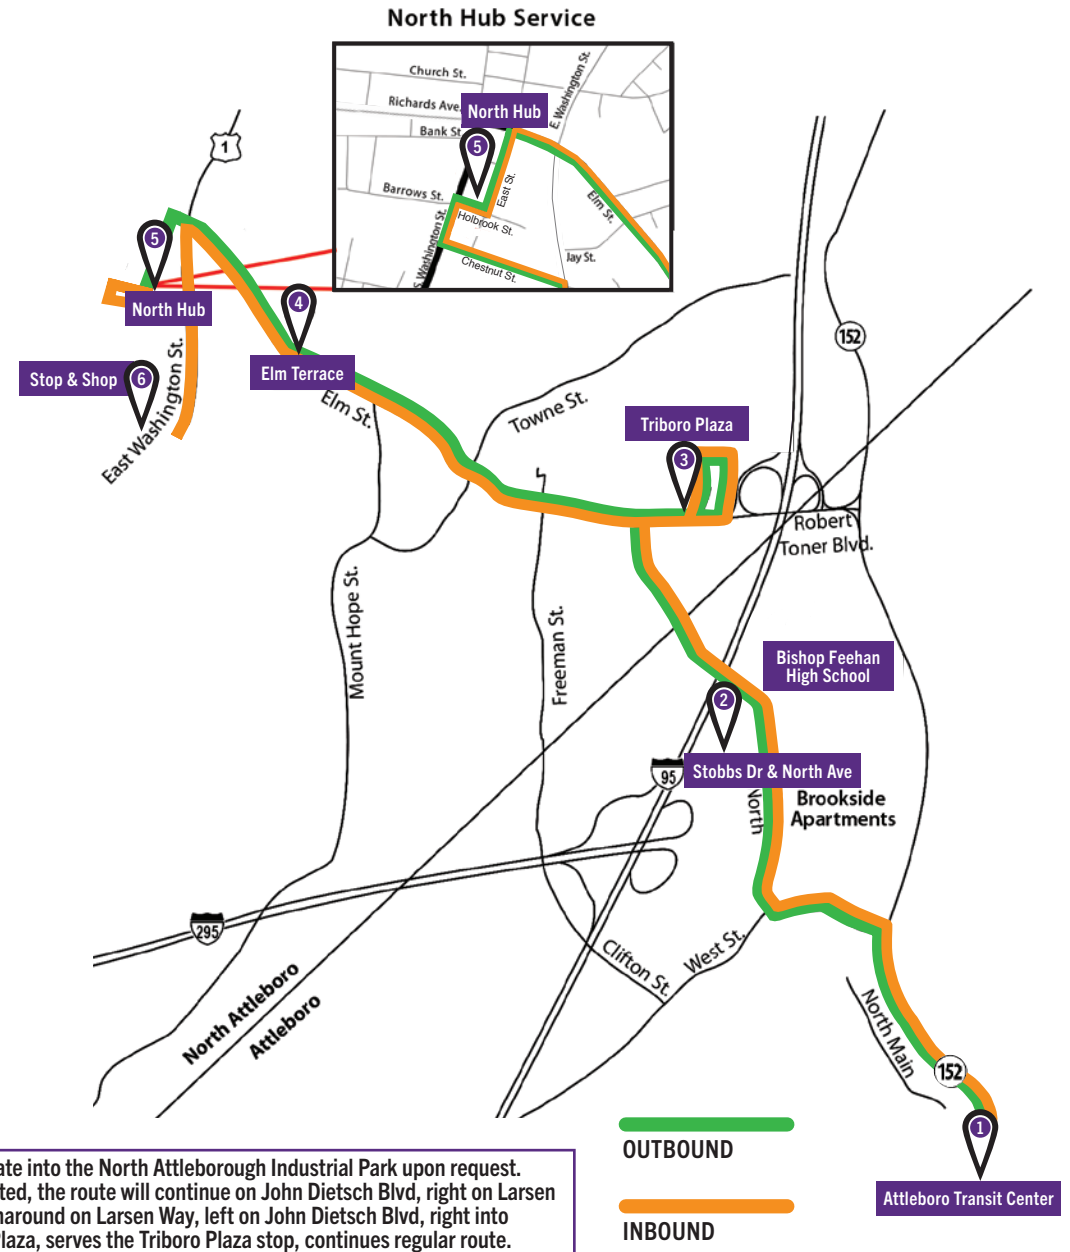 North Hub Service
Church St.
Richards Ave.
Bank St
North Hub
E. Washington St.
5
Barrows St.
East St.
Elm St.
Holbrook St.
S. Washington St.
Jay St.
Chestnut St.
1
5
North Hub
4
Elm Terrace
Stop & Shop
6
East Washington St.
Elm St.
Towne St.
152
Triboro Plaza
3
Robert
Toner Blvd.
Mount Hope St.
Freeman St.
Bishop Feehan
High School
2
95
Stobbs Dr & North Ave
North
Brookside
Apartments
295
Clifton St.
West St.
North Attleboro
Attleboro
North Main
152
1
Attleboro Transit Center
OUTBOUND
INBOUND
ate into the North Attleborough Industrial Park upon request.
ted, the route will continue on John Dietsch Blvd, right on Larsen
naround on Larsen Way, left on John Dietsch Blvd, right into
Plaza, serves the Triboro Plaza stop, continues regular route.